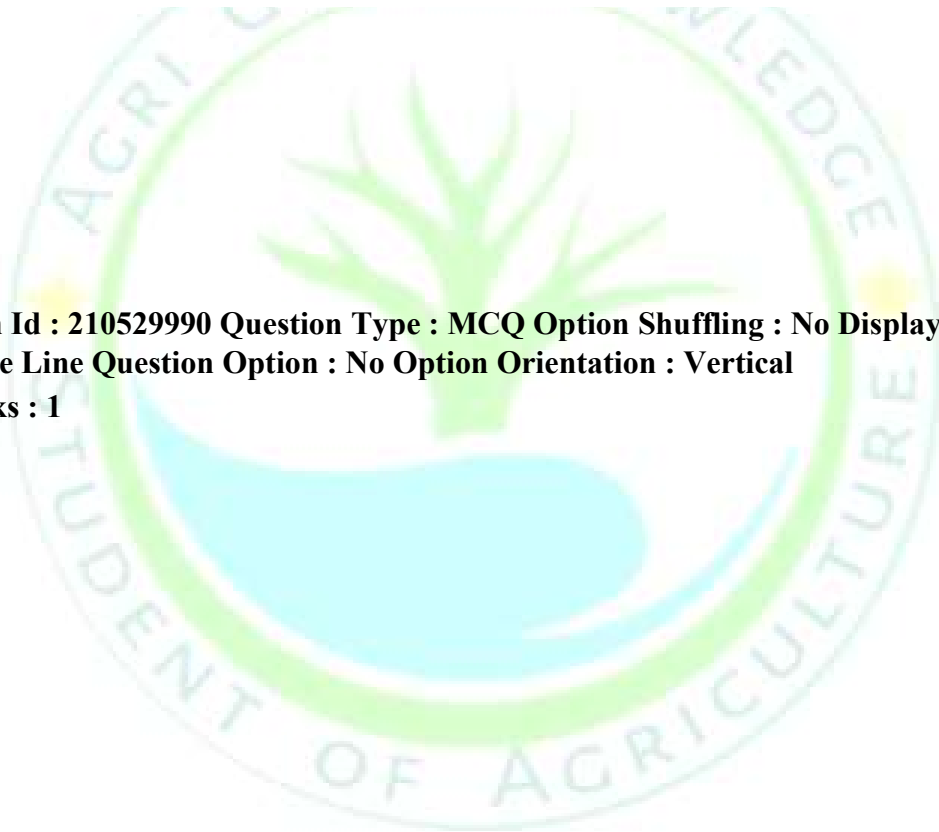 Id : 210529990 Question Type : MCQ Option Shuffling : No Display
Line Question Option : No Option Orientation : Vertical
: 1
AGRI
STUDENT OF AGRICULTURE